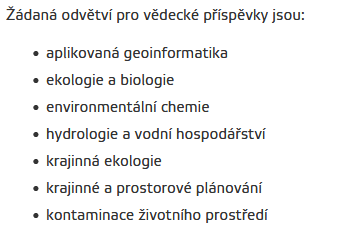 Žádaná odvětví pro vědecké příspěvky jsou:
• aplikovaná geoinformatika
• ekologie a biologie
• environmentální chemie
• hydrologie a vodní hospodářství
• krajinná ekologie
• krajinné a prostorové plánování
• kontaminace životního prostředí